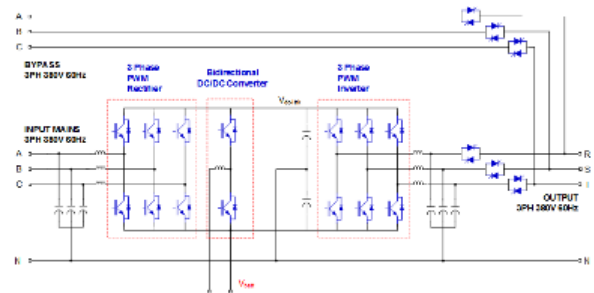 A
B
C
BYPASS
3PH 380V 60Hz
3 Phase
PWM
Rectifier
Bidirectional
DC/DC Converter
3 Phase
PWM
Inverter
INPUT MAINS
3PH 380V 60Hz
A
B
C
R
S
T
OUTPUT
3PH 380V 60Hz
N
N